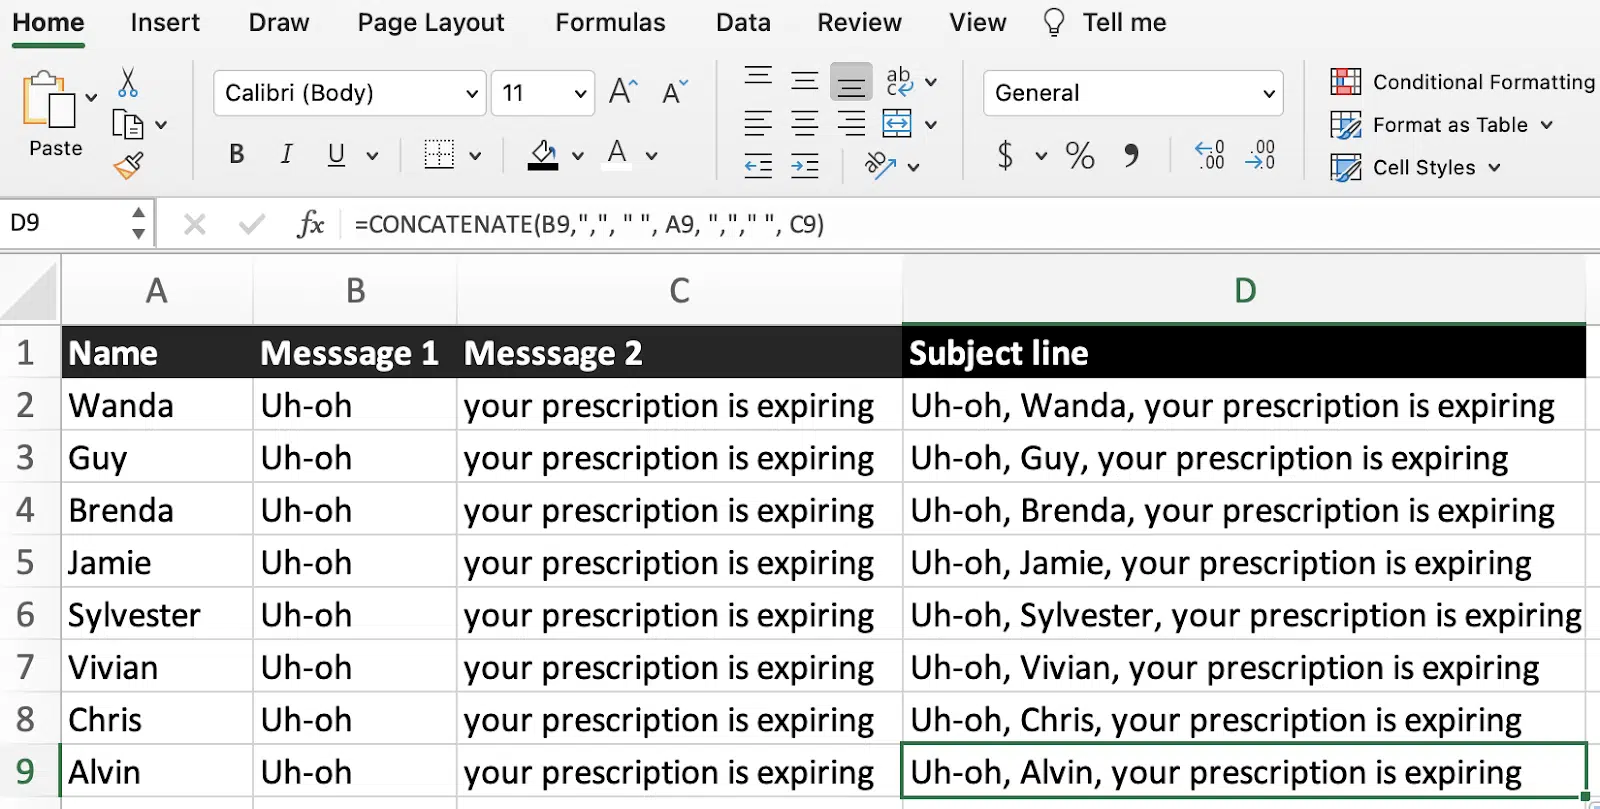 Home Insert Draw Page Layout Formulas Data Review View Tell me
Paste
Calibri (Body) 11 A A
B I U A
ab
c
ab
General
$ % 9
.0 .00
.00 .0
Conditional Formatting
Format as Table
Cell Styles
D9 fx =CONCATENATE(B9,",", " ", A9, ",", " ", C9)
A B C D
1 Name Messsage 1 Messsage 2 Subject line
2 Wanda Uh-oh your prescription is expiring Uh-oh, Wanda, your prescription is expiring
3 Guy Uh-oh your prescription is expiring Uh-oh, Guy, your prescription is expiring
4 Brenda Uh-oh your prescription is expiring Uh-oh, Brenda, your prescription is expiring
5 Jamie Uh-oh your prescription is expiring Uh-oh, Jamie, your prescription is expiring
6 Sylvester Uh-oh your prescription is expiring Uh-oh, Sylvester, your prescription is expiring
7 Vivian Uh-oh your prescription is expiring Uh-oh, Vivian, your prescription is expiring
8 Chris Uh-oh your prescription is expiring Uh-oh, Chris, your prescription is expiring
9 Alvin Uh-oh your prescription is expiring Uh-oh, Alvin, your prescription is expiring